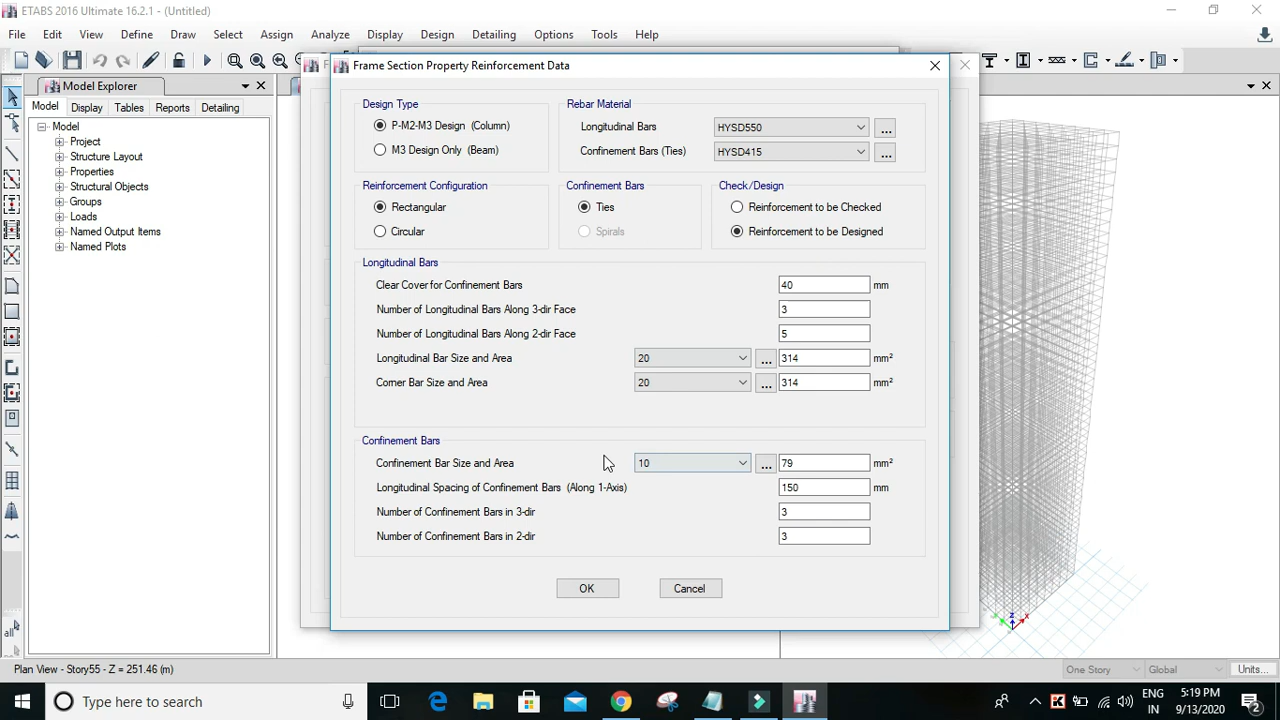 ETABS 2016 Ultimate 16.2.1 - (Untitled)
File Edit View Define Draw Select Assign Analyze Display Design Detailing Options Tools Help
Model Explorer
Model Display Tables Reports Detailing
Model
Project
Structure Layout
Properties
Structural Objects
Groups
Loads
Named Output Items
Named Plots
Frame Section Property Reinforcement Data
Design Type
P-M2-M3 Design (Column)
M3 Design Only (Beam)
Rebar Material
Longitudinal Bars HYSD550 ...
Confinement Bars (Ties) HYSD415 ...
Reinforcement Configuration
Rectangular
Circular
Confinement Bars
Ties
Spirals
Check/Design
Reinforcement to be Checked
Reinforcement to be Designed
Longitudinal Bars
Clear Cover for Confinement Bars 40 mm
Number of Longitudinal Bars Along 3-dir Face 3
Number of Longitudinal Bars Along 2-dir Face 5
Longitudinal Bar Size and Area 20 ... 314 mm²
Corner Bar Size and Area 20 ... 314 mm²
Confinement Bars
Confinement Bar Size and Area 10 ... 79 mm²
Longitudinal Spacing of Confinement Bars (Along 1-Axis) 150 mm
Number of Confinement Bars in 3-dir 3
Number of Confinement Bars in 2-dir 3
OK Cancel
all
Z
Y X
Plan View - Story55 - Z = 251.46 (m) One Story Global Units...
Type here to search
ENG
IN
5:19 PM
9/13/2020
2